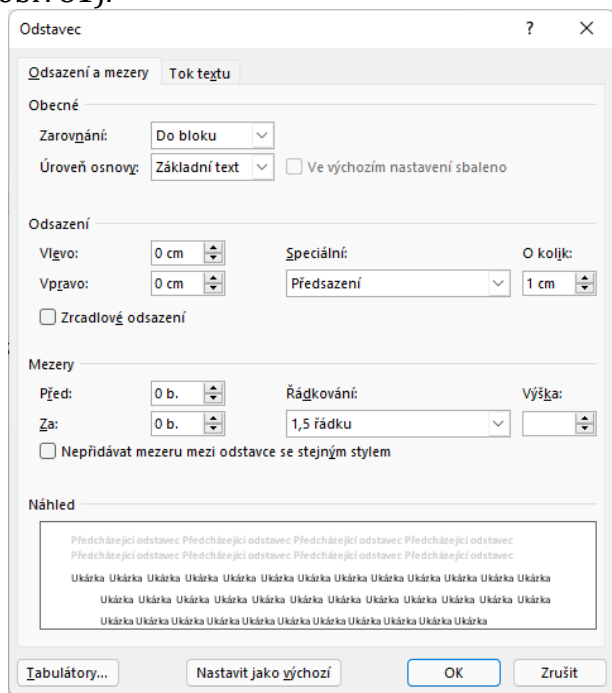 Odstavec ? ×
Odsazení a mezery Tok textu
Obecné
Zarovnání: Do bloku
Úroveň osnovy: Základní text Ve výchozím nastavení sbaleno
Odsazení
Vlevo: 0 cm Speciální: O kolik:
Vpravo: 0 cm Předsazení 1 cm
Zrcadlové odsazení
Mezery
Před: 0 b. Řádkování: Výška:
Za: 0 b. 1,5 řádku
Nepřidávat mezeru mezi odstavce se stejným stylem
Náhled
Předcházející odstavec Předcházející odstavec Předcházející odstavec Předcházející odstavec
Předcházející odstavec Předcházející odstavec Předcházející odstavec Předcházející odstavec
Ukázka Ukázka Ukázka Ukázka Ukázka Ukázka Ukázka Ukázka Ukázka Ukázka Ukázka Ukázka Ukázka
Ukázka Ukázka Ukázka Ukázka Ukázka Ukázka Ukázka Ukázka Ukázka Ukázka Ukázka Ukázka
Ukázka Ukázka Ukázka Ukázka Ukázka Ukázka Ukázka Ukázka Ukázka Ukázka Ukázka
Tabulátory... Nastavit jako výchozí OK Zrušit